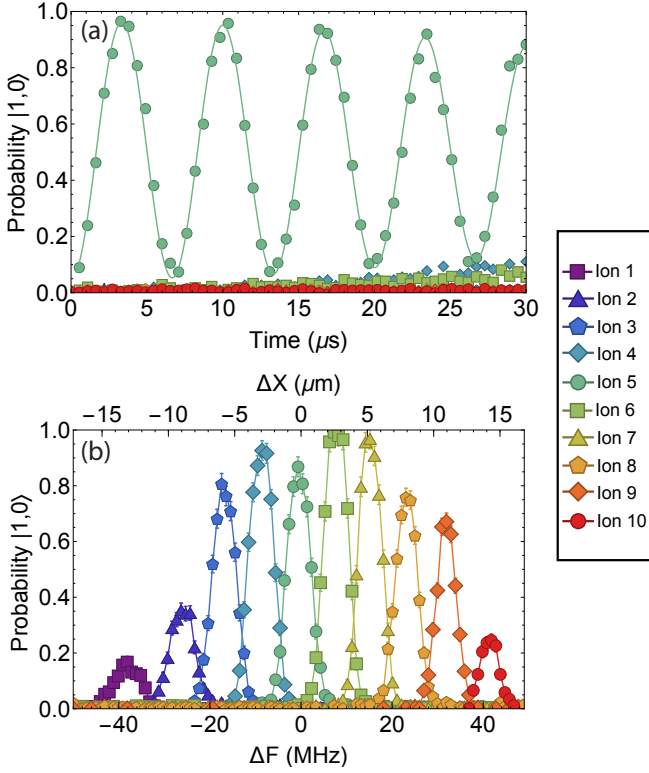 (a)
Probability |1,0⟩
1.0
0.8
0.6
0.4
0.2
0.0
0 5 10 15 20 25 30
Time (μs)
Ion 1
Ion 2
Ion 3
Ion 4
Ion 5
Ion 6
Ion 7
Ion 8
Ion 9
Ion 10
ΔX (μm)
−15 −10 −5 0 5 10 15
(b)
Probability |1,0⟩
1.0
0.8
0.6
0.4
0.2
0.0
−40 −20 0 20 40
ΔF (MHz)